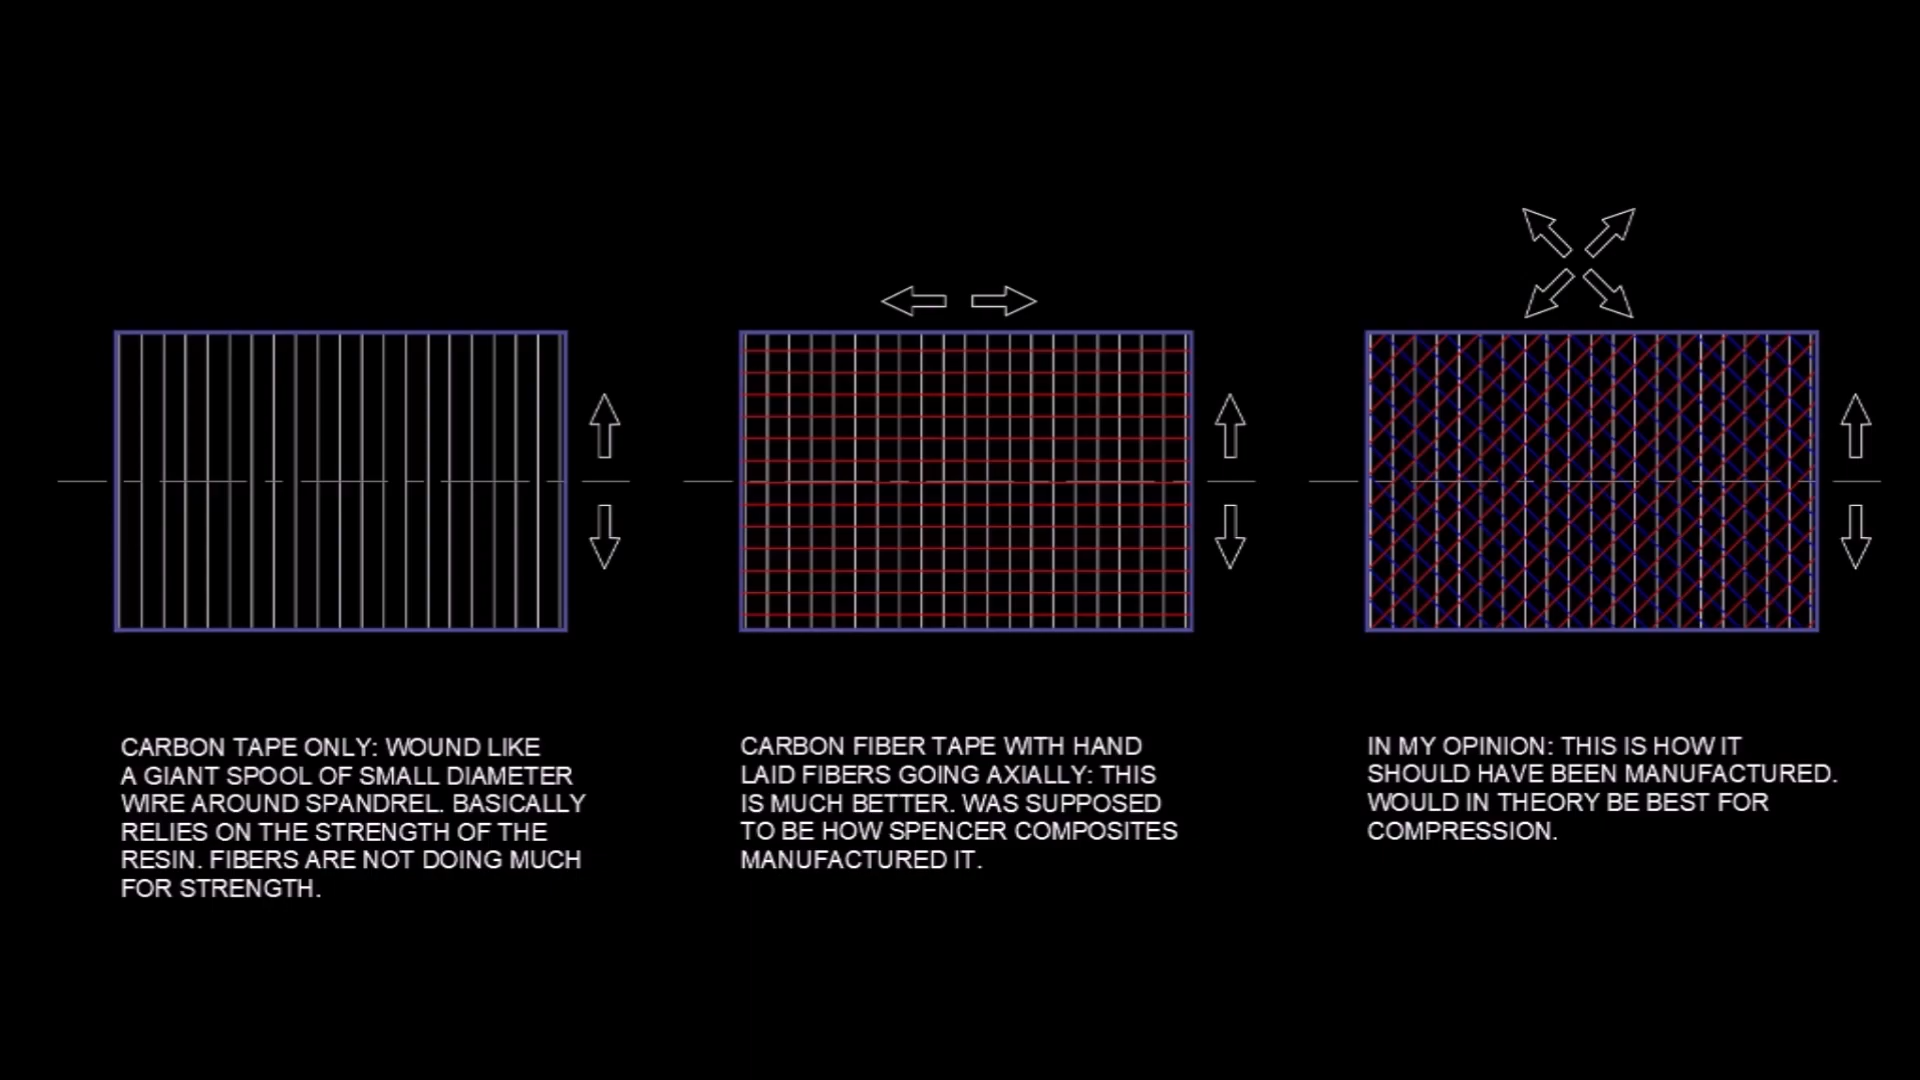 CARBON TAPE ONLY: WOUND LIKE
A GIANT SPOOL OF SMALL DIAMETER
WIRE AROUND SPANDREL. BASICALLY
RELIES ON THE STRENGTH OF THE
RESIN. FIBERS ARE NOT DOING MUCH
FOR STRENGTH.
CARBON FIBER TAPE WITH HAND
LAID FIBERS GOING AXIALLY: THIS
IS MUCH BETTER. WAS SUPPOSED
TO BE HOW SPENCER COMPOSITES
MANUFACTURED IT.
IN MY OPINION: THIS IS HOW IT
SHOULD HAVE BEEN MANUFACTURED.
WOULD IN THEORY BE BEST FOR
COMPRESSION.